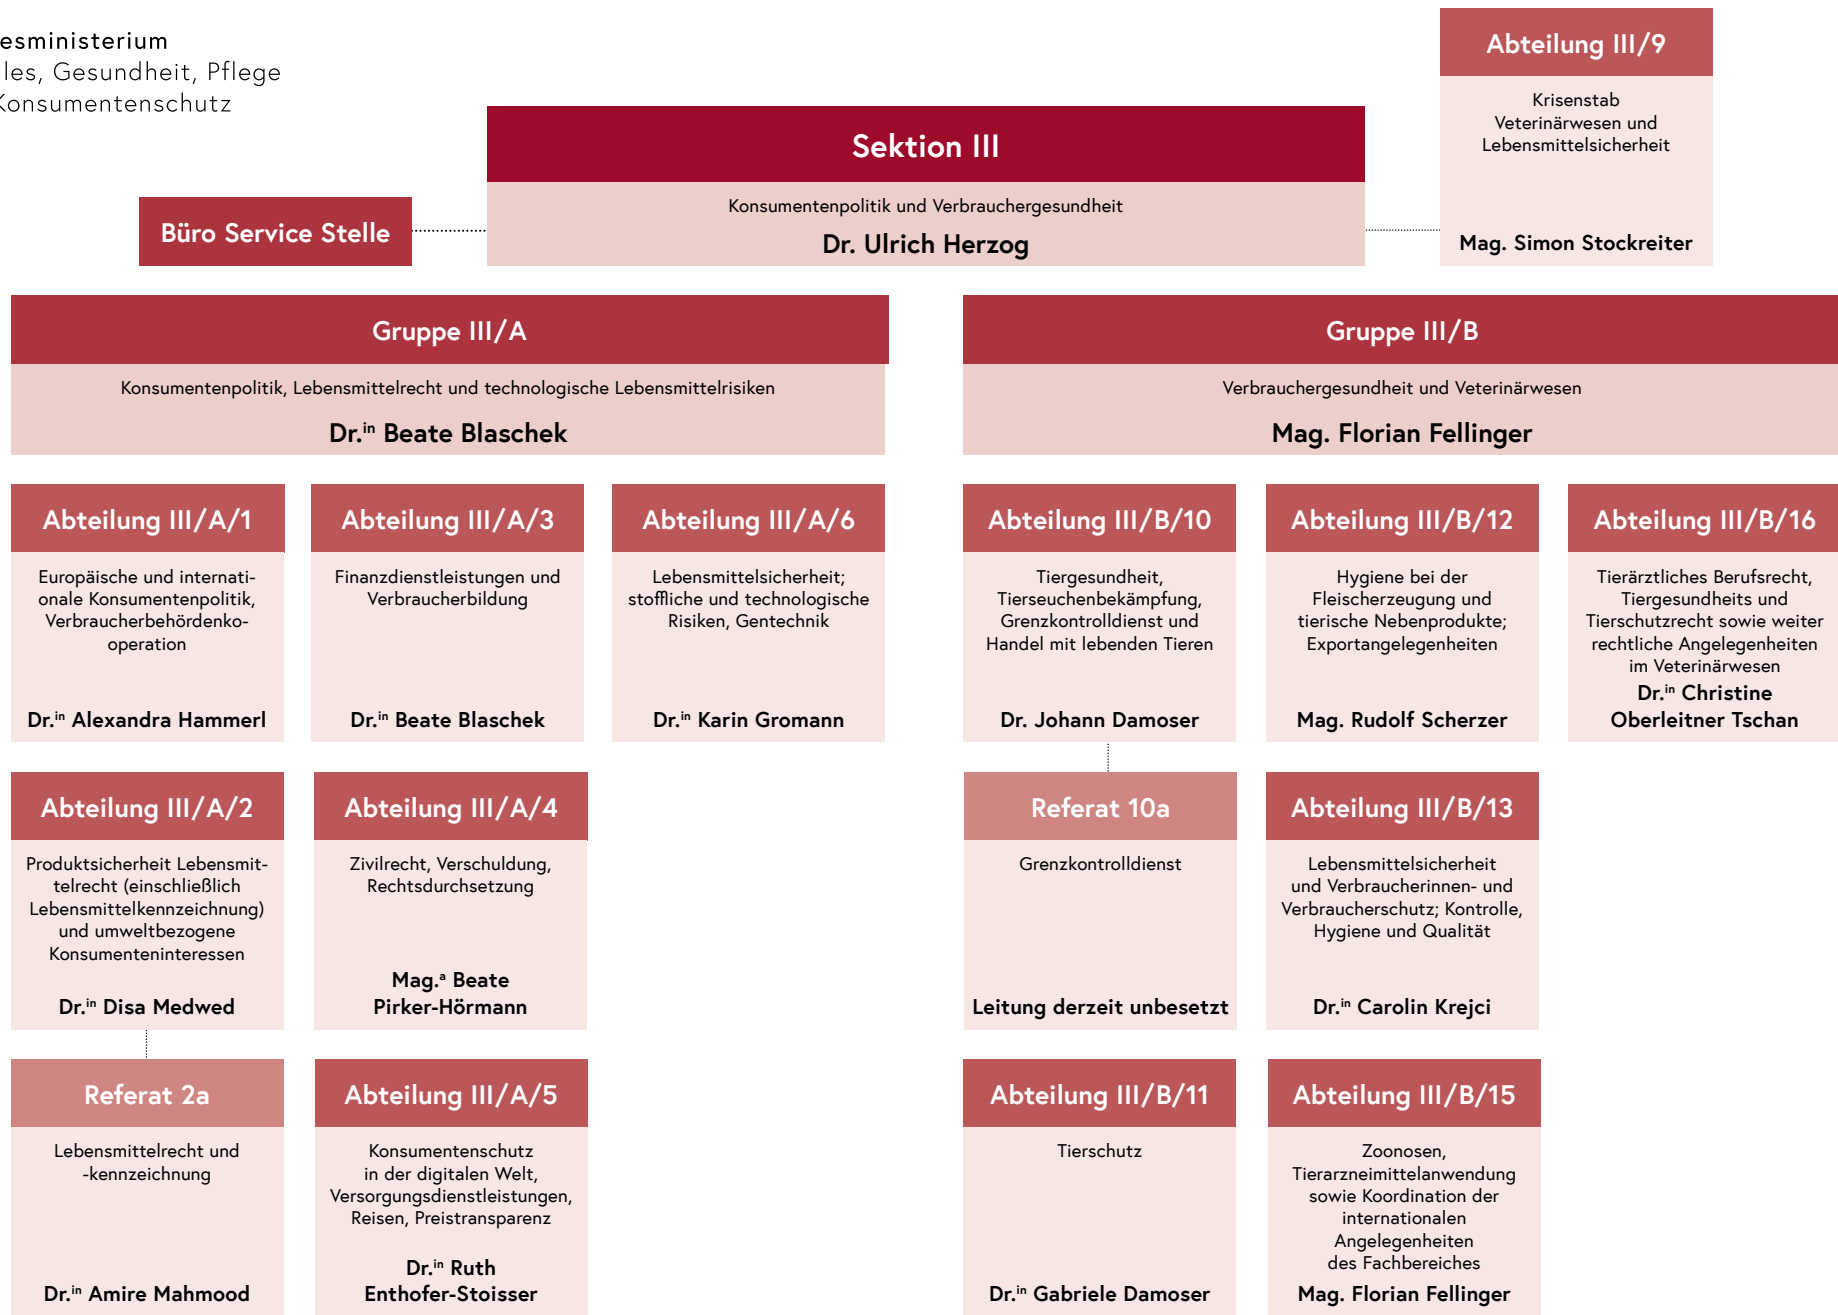 esministerium
les, Gesundheit, Pflege
Konsumentenschutz
Abteilung III/9
Krisenstab
Veterinärwesen und
Lebensmittelsicherheit
Mag. Simon Stockreiter
Sektion III
Konsumentenpolitik und Verbrauchergesundheit
Dr. Ulrich Herzog
Büro Service Stelle
Gruppe III/A
Konsumentenpolitik, Lebensmittelrecht und technologische Lebensmittelrisiken
Dr.in Beate Blaschek
Gruppe III/B
Verbrauchergesundheit und Veterinärwesen
Mag. Florian Fellinger
Abteilung III/A/1
Europäische und internati-
onale Konsumentenpolitik,
Verbraucherbehördenko-
operation
Dr.in Alexandra Hammerl
Abteilung III/A/3
Finanzdienstleistungen und
Verbraucherbildung
Dr.in Beate Blaschek
Abteilung III/A/6
Lebensmittelsicherheit;
stoffliche und technologische
Risiken, Gentechnik
Dr.in Karin Gromann
Abteilung III/B/10
Tiergesundheit,
Tierseuchenbekämpfung,
Grenzkontrolldienst und
Handel mit lebenden Tieren
Dr. Johann Damoser
Abteilung III/B/12
Hygiene bei der
Fleischerzeugung und
tierische Nebenprodukte;
Exportangelegenheiten
Mag. Rudolf Scherzer
Abteilung III/B/16
Tierärztliches Berufsrecht,
Tiergesundheits und
Tierschutzrecht sowie weiter
rechtliche Angelegenheiten
im Veterinärwesen
Dr.in Christine
Oberleitner Tschan
Abteilung III/A/2
Produktsicherheit Lebensmit-
telrecht (einschließlich
Lebensmittelkennzeichnung)
und umweltbezogene
Konsumenteninteressen
Dr.in Disa Medwed
Abteilung III/A/4
Zivilrecht, Verschuldung,
Rechtsdurchsetzung
Mag.a Beate
Pirker-Hörmann
Referat 10a
Grenzkontrolldienst
Leitung derzeit unbesetzt
Abteilung III/B/13
Lebensmittelsicherheit
und Verbraucherinnen- und
Verbraucherschutz; Kontrolle,
Hygiene und Qualität
Dr.in Carolin Krejci
Referat 2a
Lebensmittelrecht und
-kennzeichnung
Dr.in Amire Mahmood
Abteilung III/A/5
Konsumentenschutz
in der digitalen Welt,
Versorgungsdienstleistungen,
Reisen, Preistransparenz
Dr.in Ruth
Enthofer-Stoisser
Abteilung III/B/11
Tierschutz
Dr.in Gabriele Damoser
Abteilung III/B/15
Zoonosen,
Tierarzneimittelanwendung
sowie Koordination der
internationalen
Angelegenheiten
des Fachbereiches
Mag. Florian Fellinger